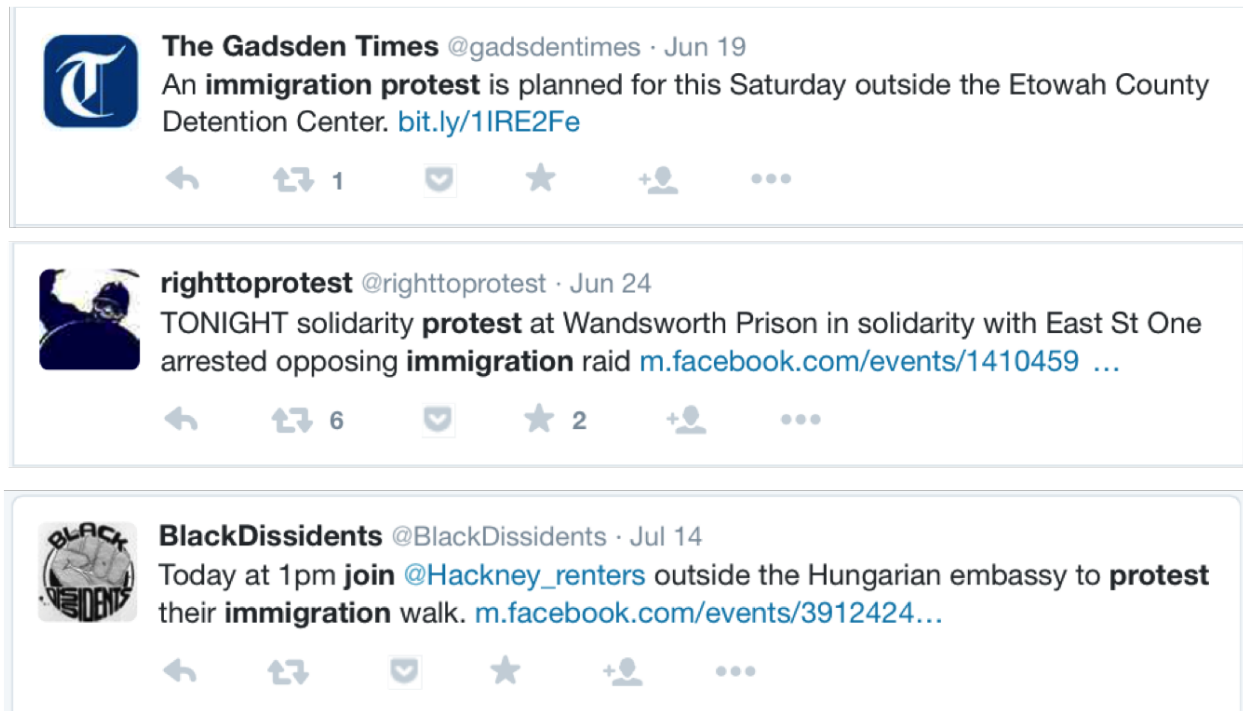 The Gadsden Times @gadsdentimes · Jun 19
An immigration protest is planned for this Saturday outside the Etowah County
Detention Center. bit.ly/1IRE2Fe
1
righttoprotest @righttoprotest · Jun 24
TONIGHT solidarity protest at Wandsworth Prison in solidarity with East St One
arrested opposing immigration raid m.facebook.com/events/1410459 ...
6 2
BLACK
DISSIDENTS
BlackDissidents @BlackDissidents · Jul 14
Today at 1pm join @Hackney_renters outside the Hungarian embassy to protest
their immigration walk. m.facebook.com/events/3912424...